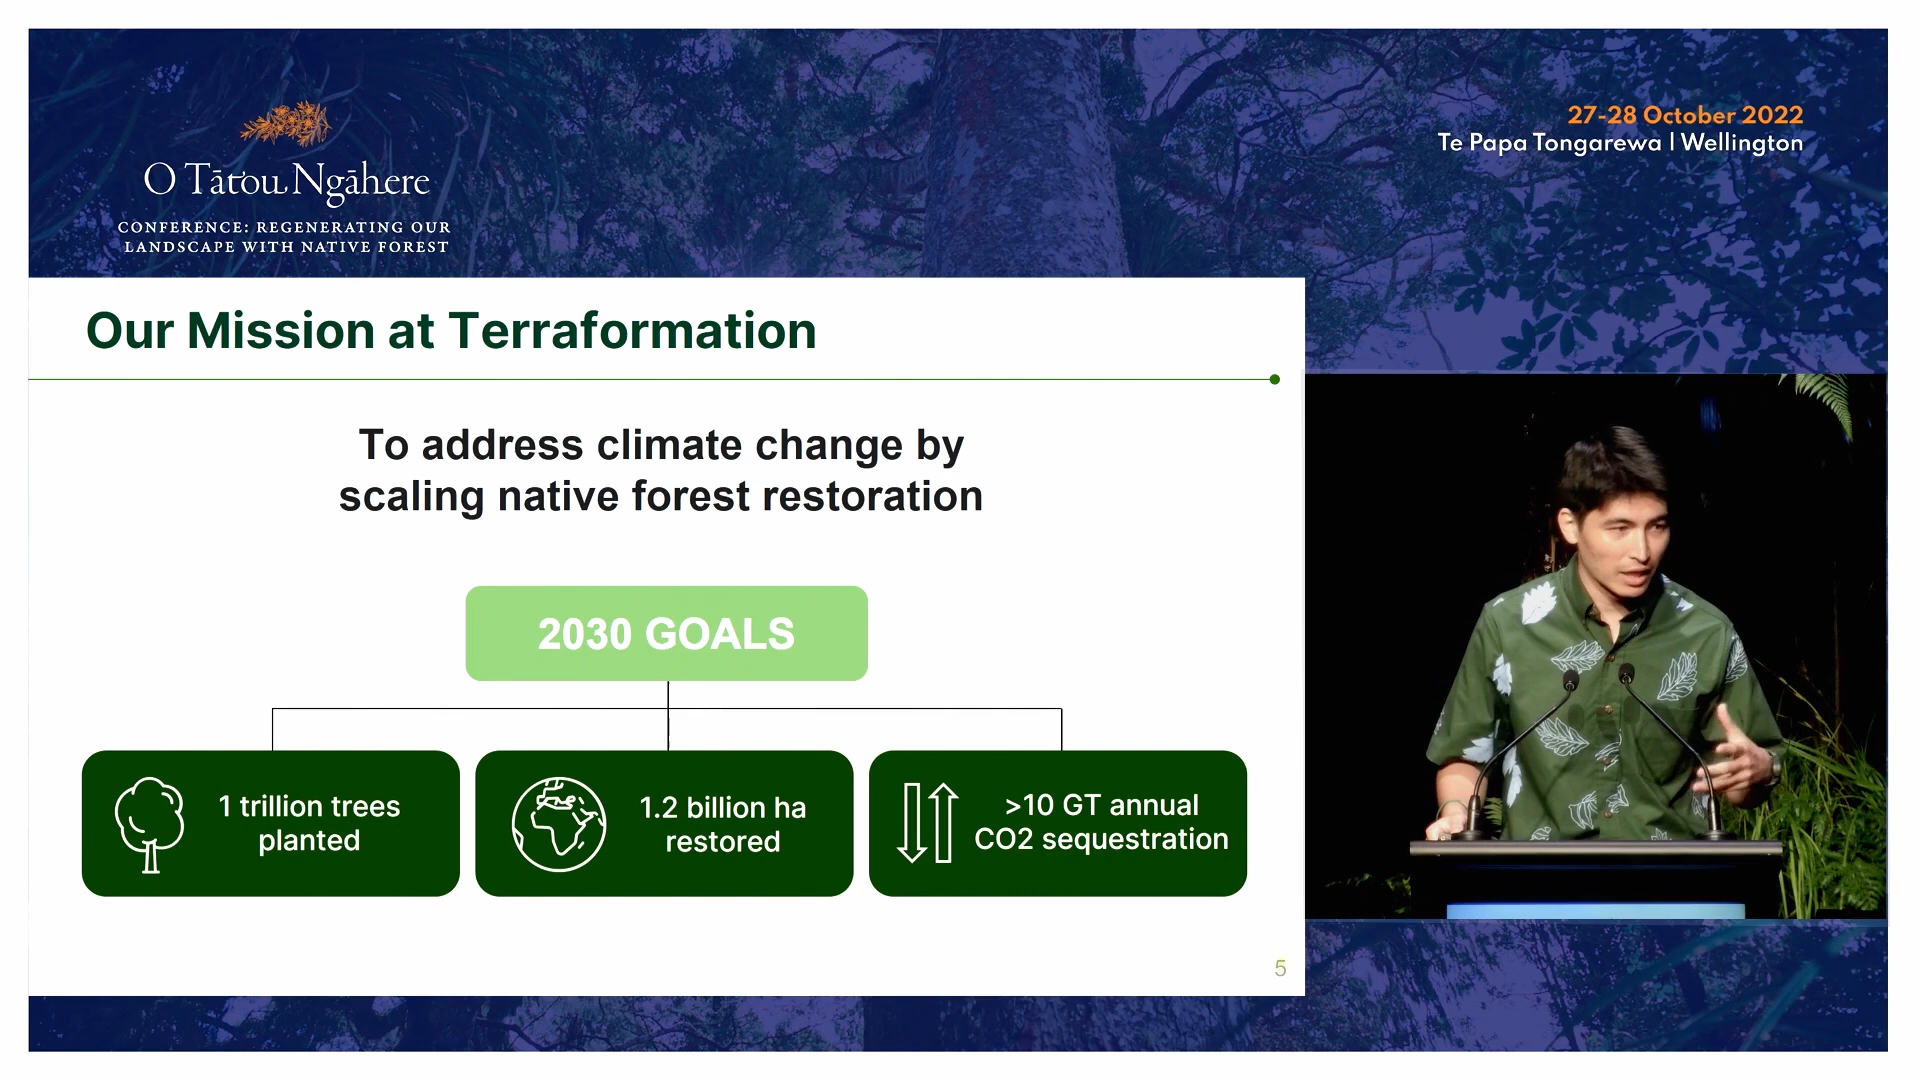 O Tātou Ngāhere
CONFERENCE: REGENERATING OUR
LANDSCAPE WITH NATIVE FOREST
27-28 October 2022
Te Papa Tongarewa | Wellington
Our Mission at Terraformation
To address climate change by
scaling native forest restoration
2030 GOALS
1 trillion trees
planted
1.2 billion ha
restored
>10 GT annual
CO2 sequestration
5